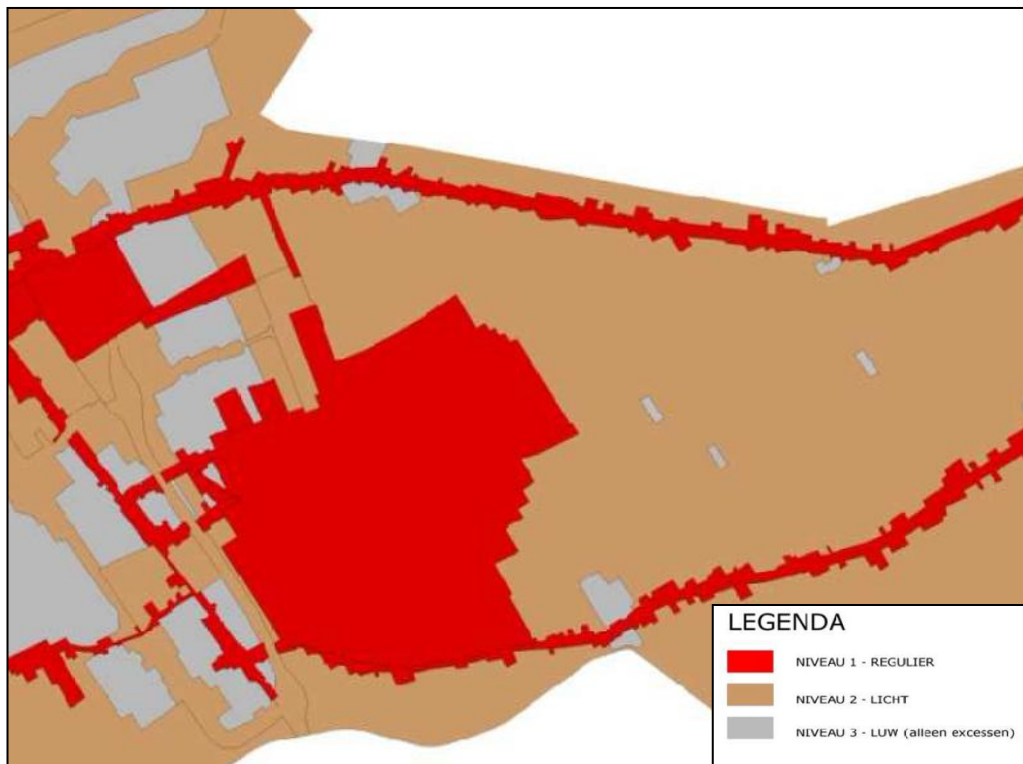 LEGENDA
NIVEAU 1 - REGULIER
NIVEAU 2 - LICHT
NIVEAU 3 - LUW (alleen excessen)